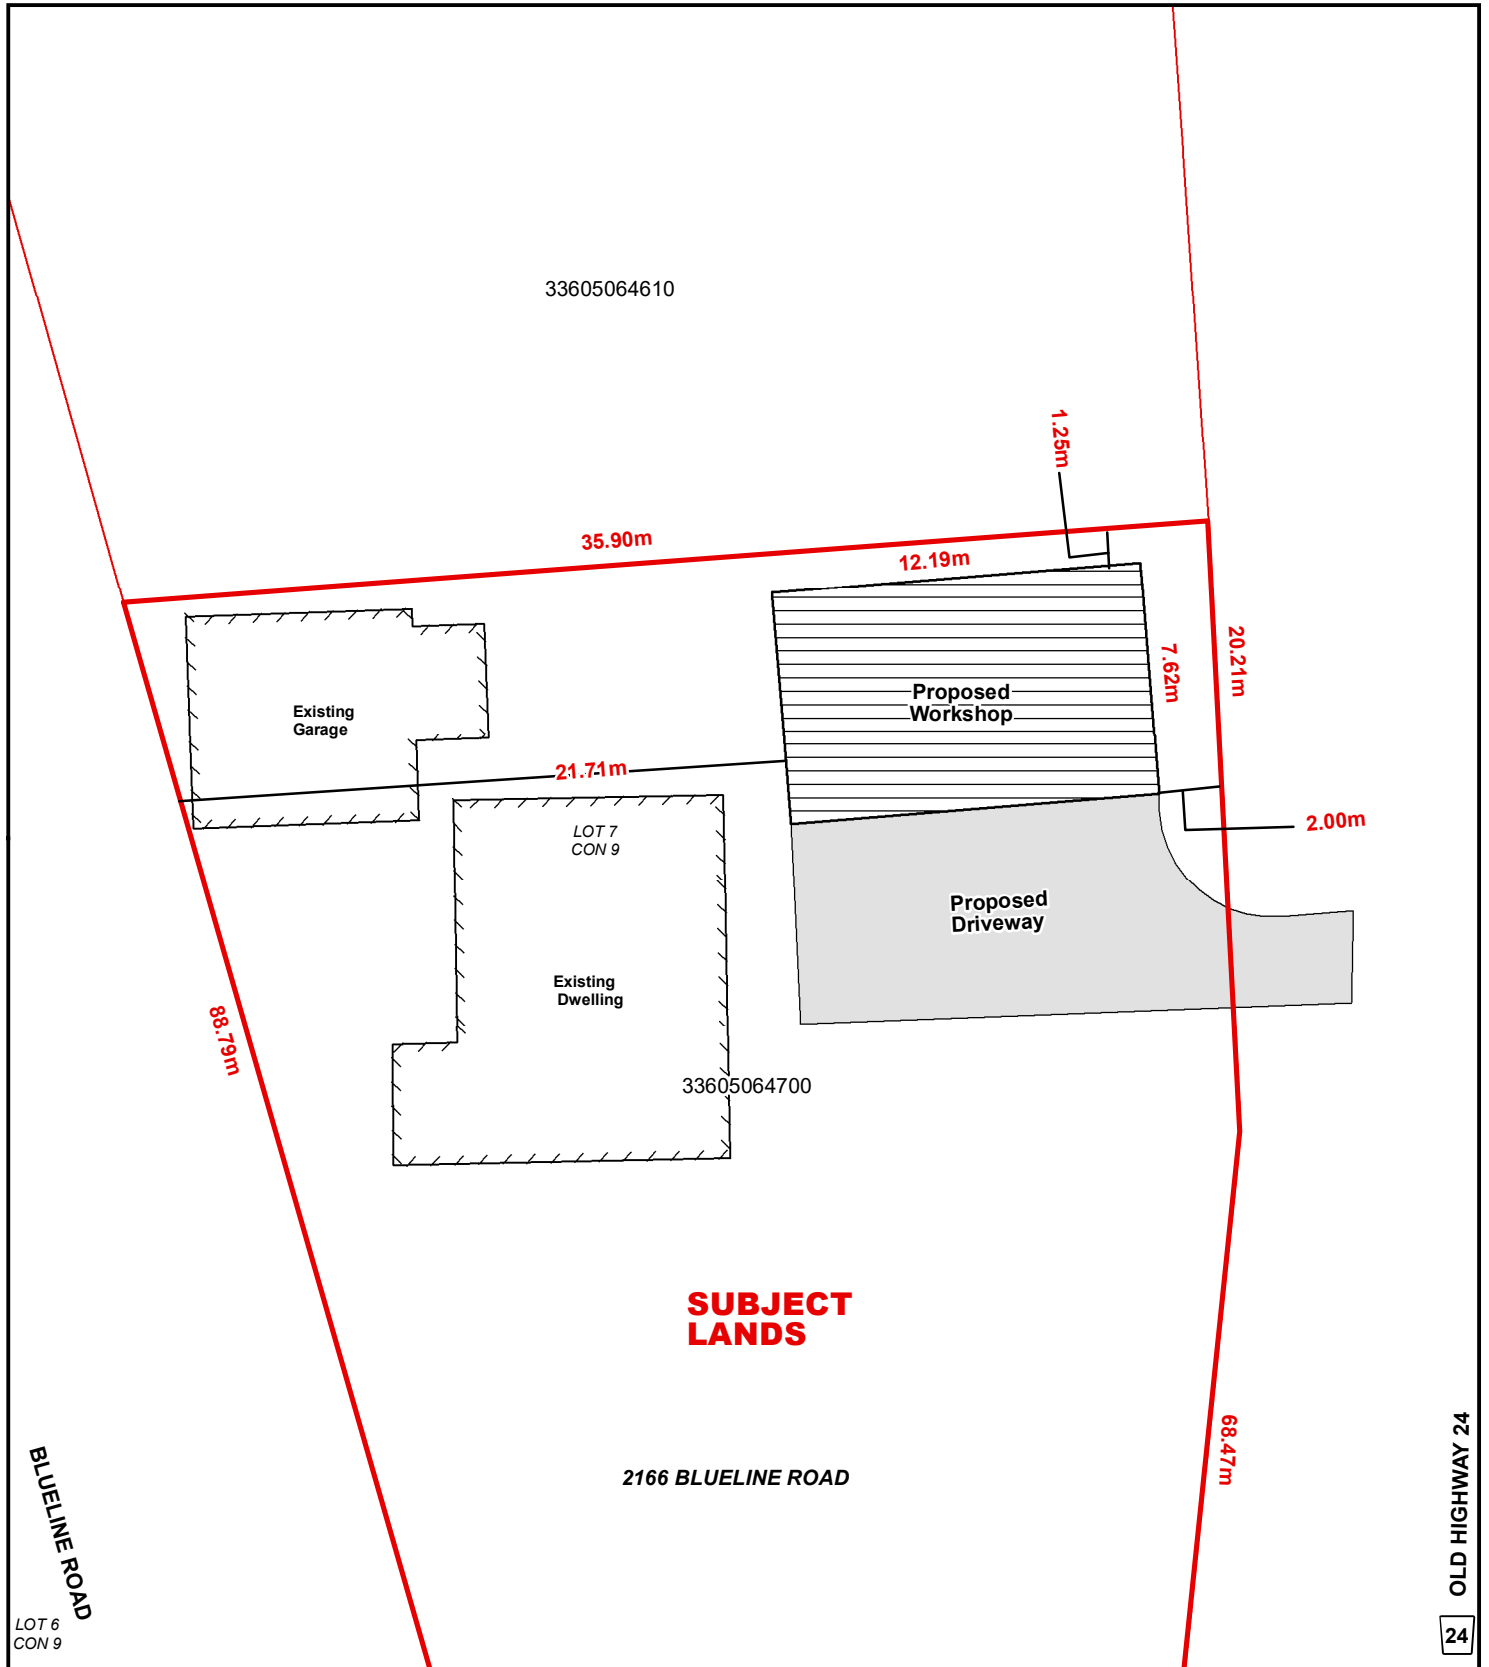 33605064610
1.25m
35.90m
12.19m
20.21m
7.62m
Proposed
Workshop
Existing
Garage
21.71m
2.00m
LOT 7
CON 9
Proposed
Driveway
Existing
Dwelling
88.79m
33605064700
SUBJECT
LANDS
68.47m
2166 BLUELINE ROAD
BLUELINE ROAD
OLD HIGHWAY 24
LOT 6
CON 9
24